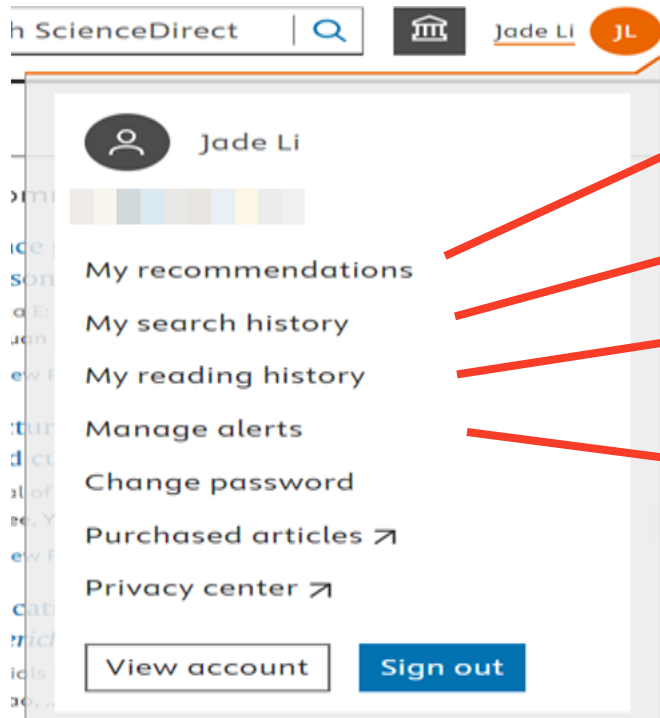 h ScienceDirect
Jade Li
JL
Jade Li
My recommendations
My search history
My reading history
Manage alerts
Change password
Purchased articles
Privacy center
View account
Sign out